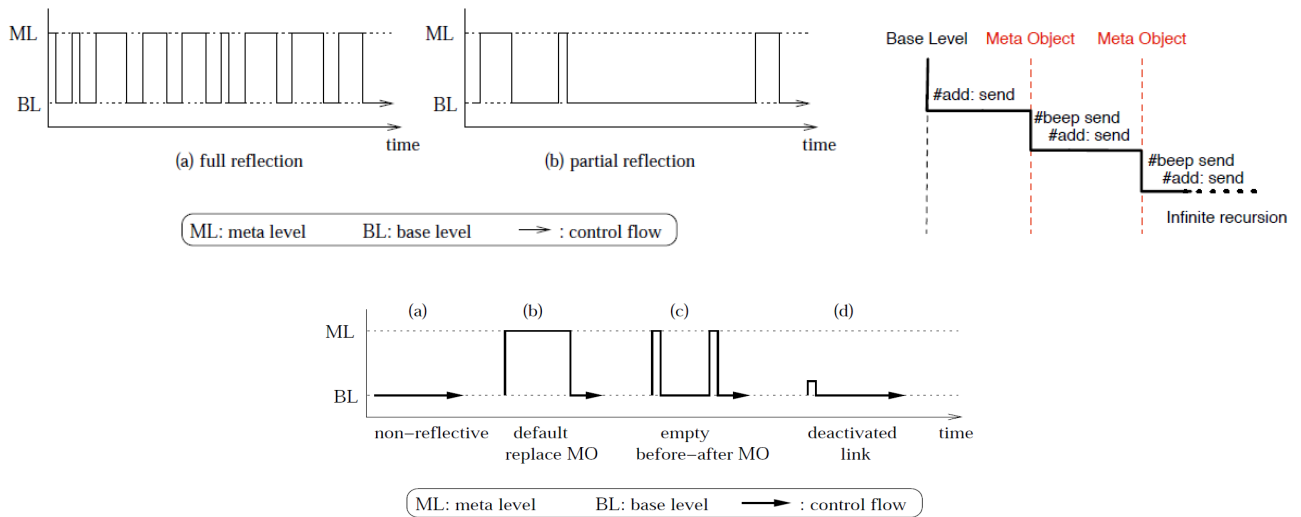 ML
BL
time
(a) full reflection
ML
BL
time
(b) partial reflection
ML: meta level BL: base level : control flow
Base Level Meta Object Meta Object
#add: send
#beep send
#add: send
#beep send
#add: send
Infinite recursion
(a) (b) (c) (d)
ML
BL
non-reflective default empty deactivated time
replace MO before-after MO link
ML: meta level BL: base level : control flow